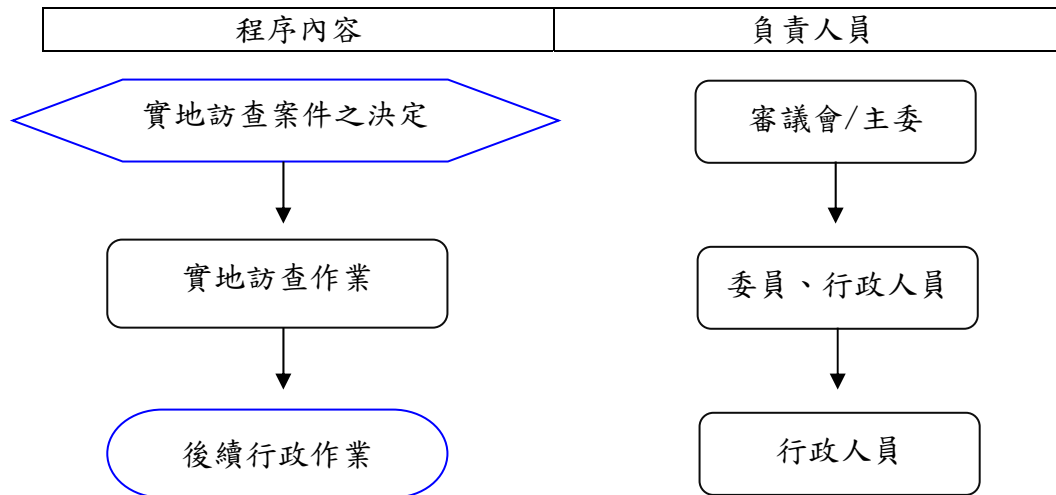 程序內容 負責人員
實地訪查案件之決定 審議會/主委
實地訪查作業 委員、行政人員
後續行政作業 行政人員